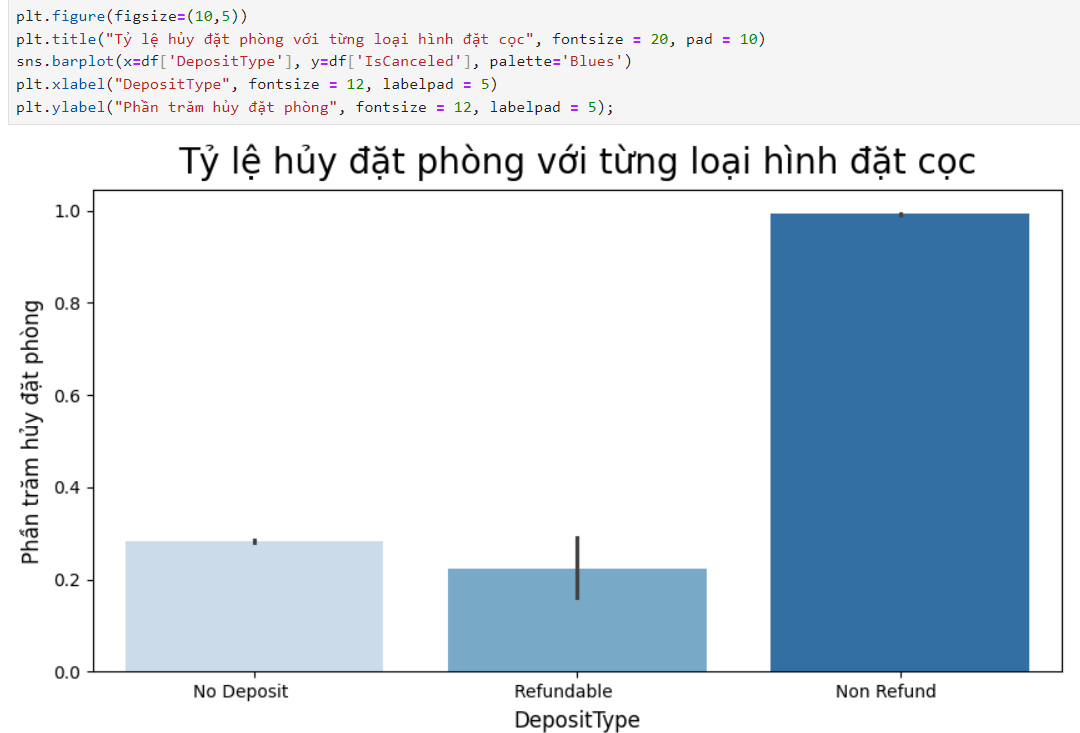 plt.figure(figsize=(10,5))
plt.title("Tỷ lệ hủy đặt phòng với từng loại hình đặt cọc", fontsize = 20, pad = 10)
sns.barplot(x=df['DepositType'], y=df['IsCanceled'], palette='Blues')
plt.xlabel("DepositType", fontsize = 12, labelpad = 5)
plt.ylabel("Phần trăm hủy đặt phòng", fontsize = 12, labelpad = 5);
Tỷ lệ hủy đặt phòng với từng loại hình đặt cọc
Phần trăm hủy đặt phòng
1.0
0.8
0.6
0.4
0.2
0.0
No Deposit
Refundable
Non Refund
DepositType